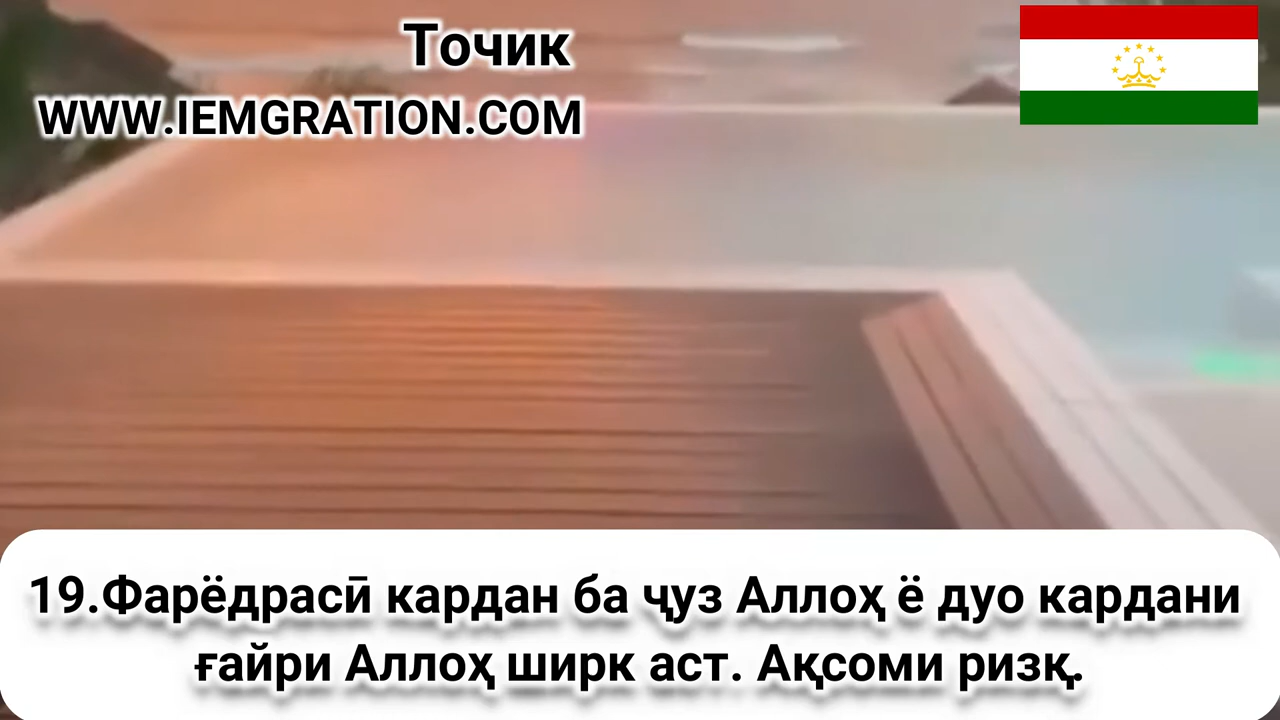 Точик
WWW.IEMGRATION.COM
19.Фарёдрасӣ кардан ба ҷуз Аллоҳ ё дуо кардани
ғайри Аллоҳ ширк аст. Ақсоми ризқ.